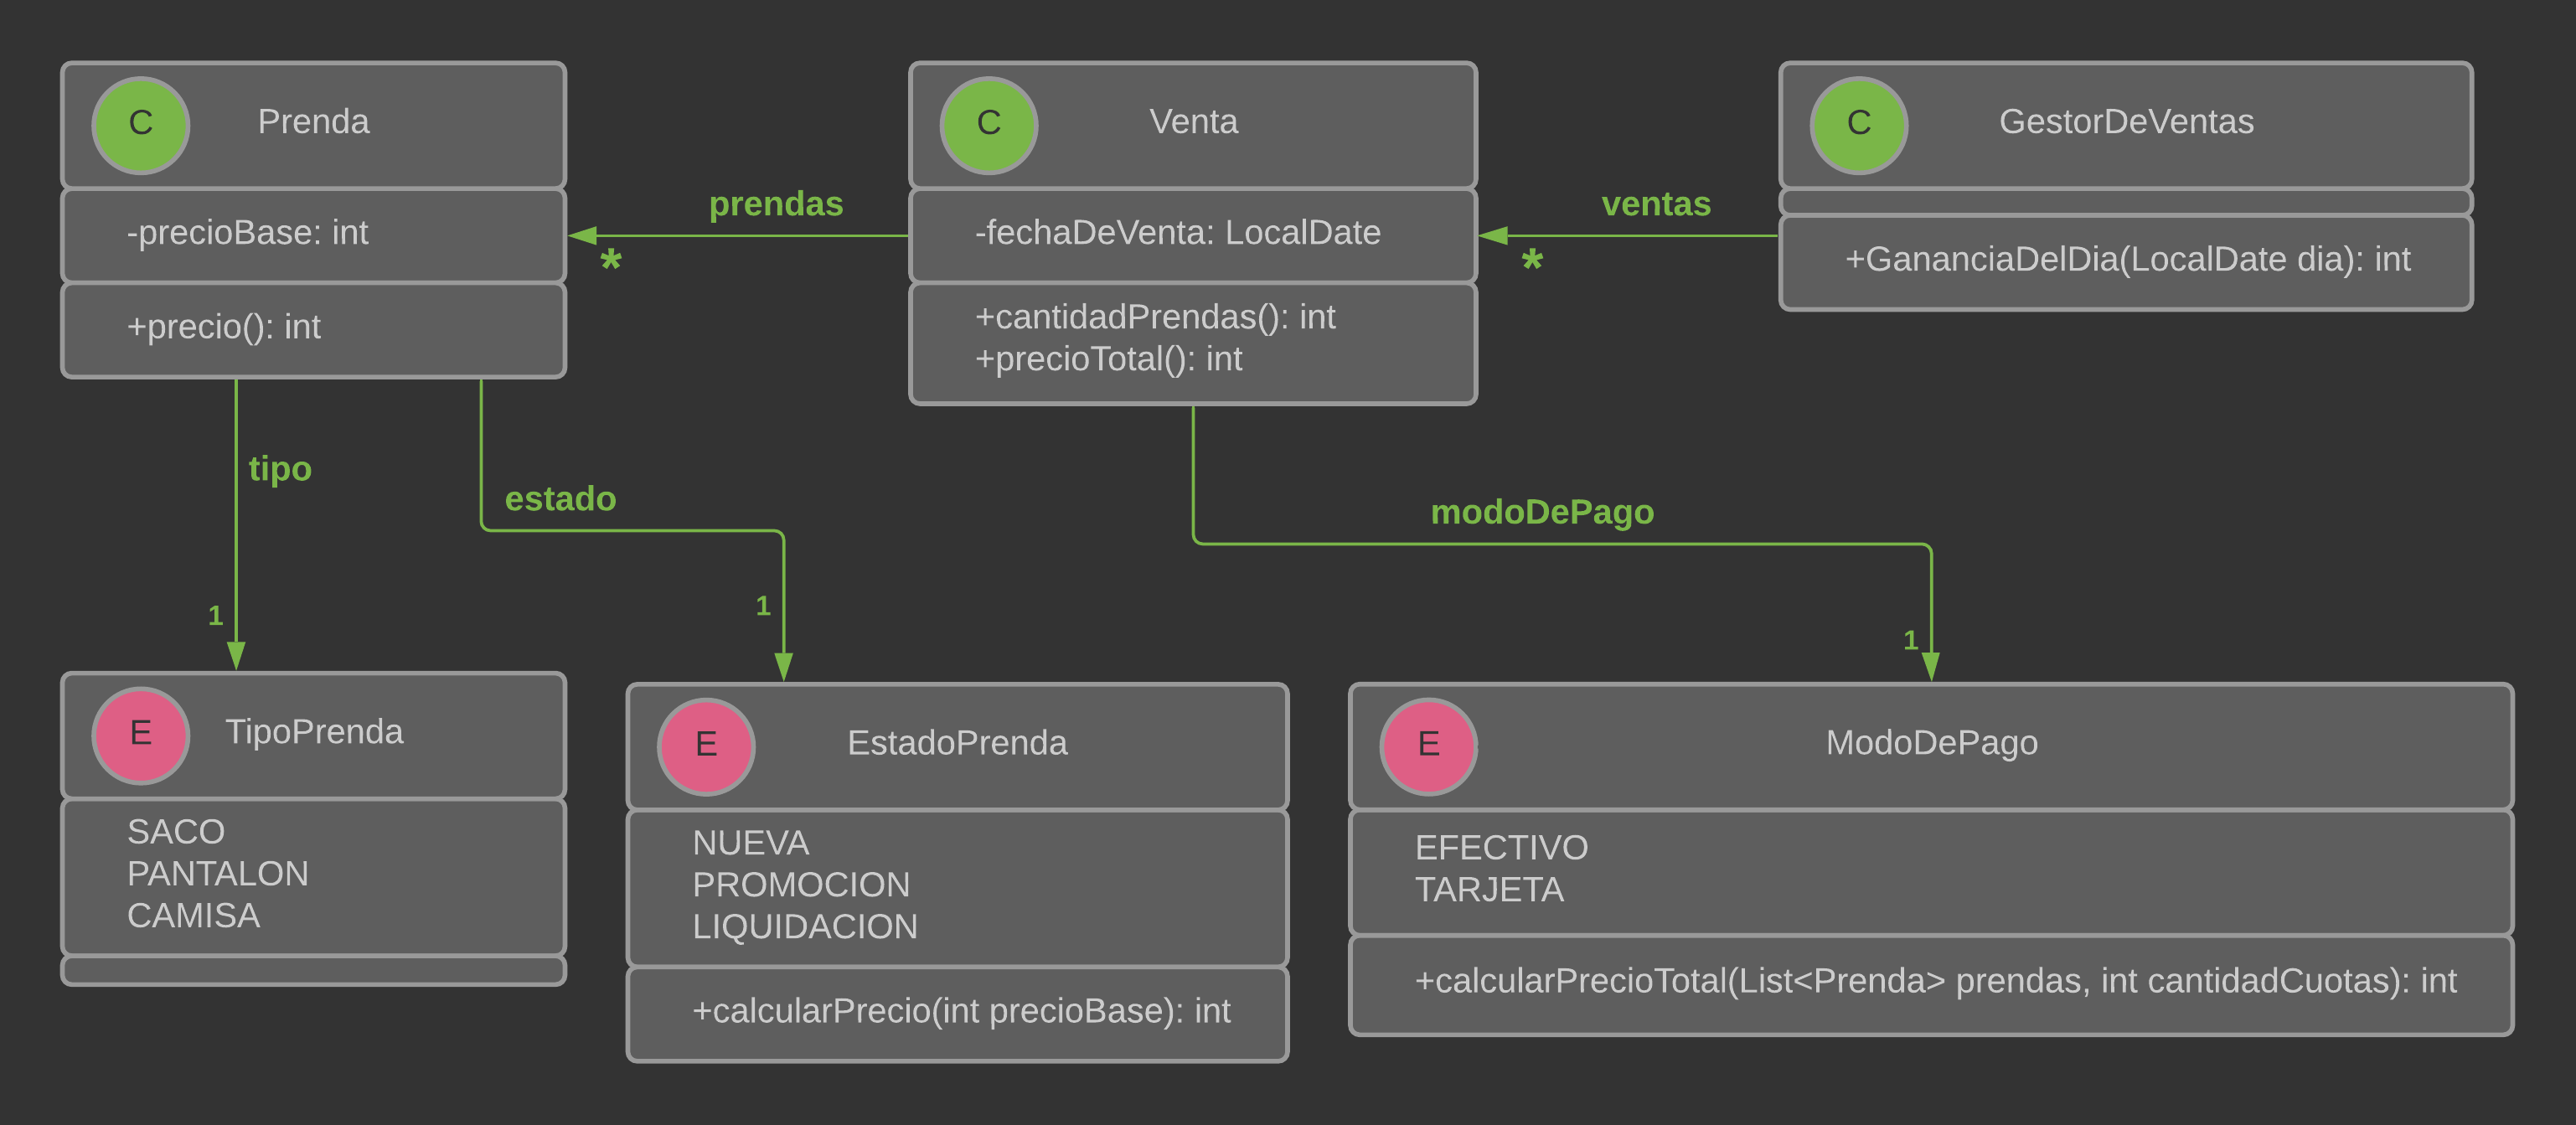 C
Prenda
-precioBase: int
+precio(): int
prendas
*
C
Venta
-fechaDeVenta: LocalDate
+cantidadPrendas(): int
+precioTotal(): int
ventas
*
C
GestorDeVentas
+GananciaDelDia(LocalDate dia): int
tipo
1
estado
1
modoDePago
1
E
TipoPrenda
SACO
PANTALON
CAMISA
E
EstadoPrenda
NUEVA
PROMOCION
LIQUIDACION
+calcularPrecio(int precioBase): int
E
ModoDePago
EFECTIVO
TARJETA
+calcularPrecioTotal(List<Prenda> prendas, int cantidadCuotas): int